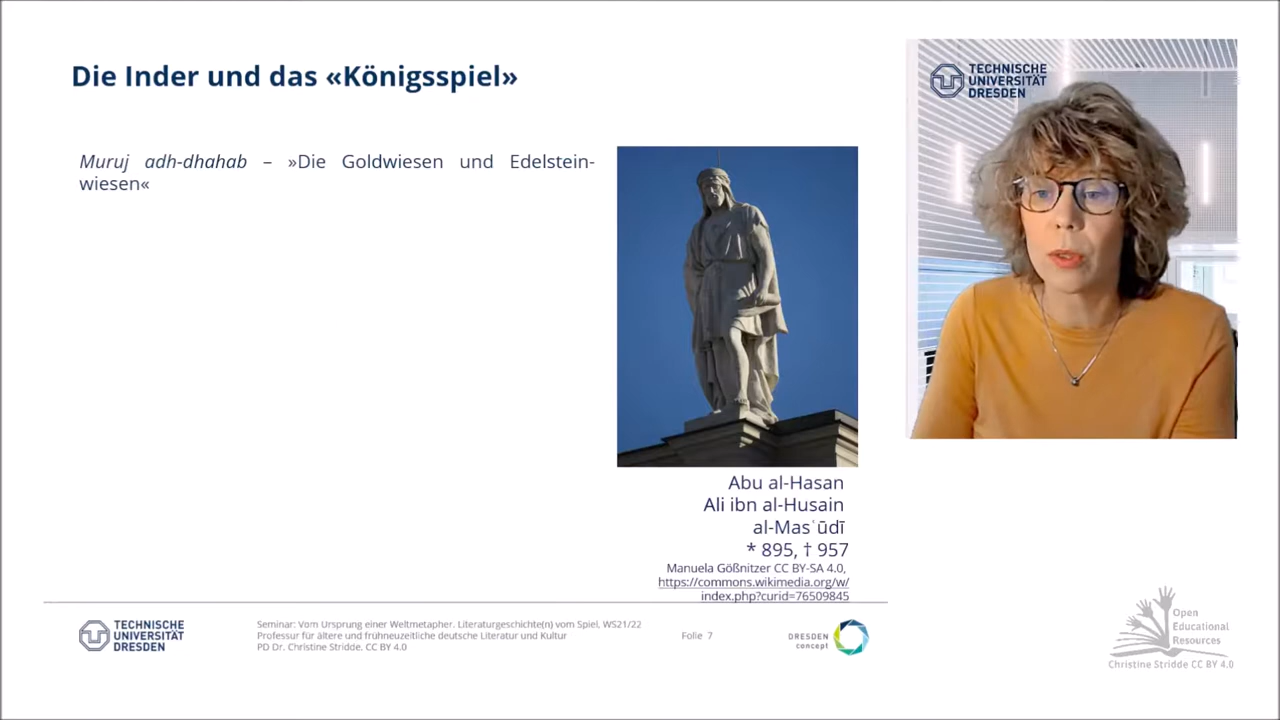 Die Inder und das «Königsspiel»
Muruj adh-dhahab – »Die Goldwiesen und Edelstein-
wiesen«
TECHNISCHE
UNIVERSITÄT
DRESDEN
Abu al-Hasan
Ali ibn al-Husain
al-Masʿūdī
* 895, † 957
Manuela Gößnitzer CC BY-SA 4.0,
https://commons.wikimedia.org/w/
index.php?curid=76509845
TECHNISCHE
UNIVERSITÄT
DRESDEN
Seminar: Vom Ursprung einer Weltmetapher. Literaturgeschichte(n) vom Spiel, WS21/22
Professur für ältere und frühneuzeitliche deutsche Literatur und Kultur
PD Dr. Christine Stridde. CC BY 4.0
Folie 7
DRESDEN
concept
Open
Educational
Resources
Christine Stridde CC BY 4.0